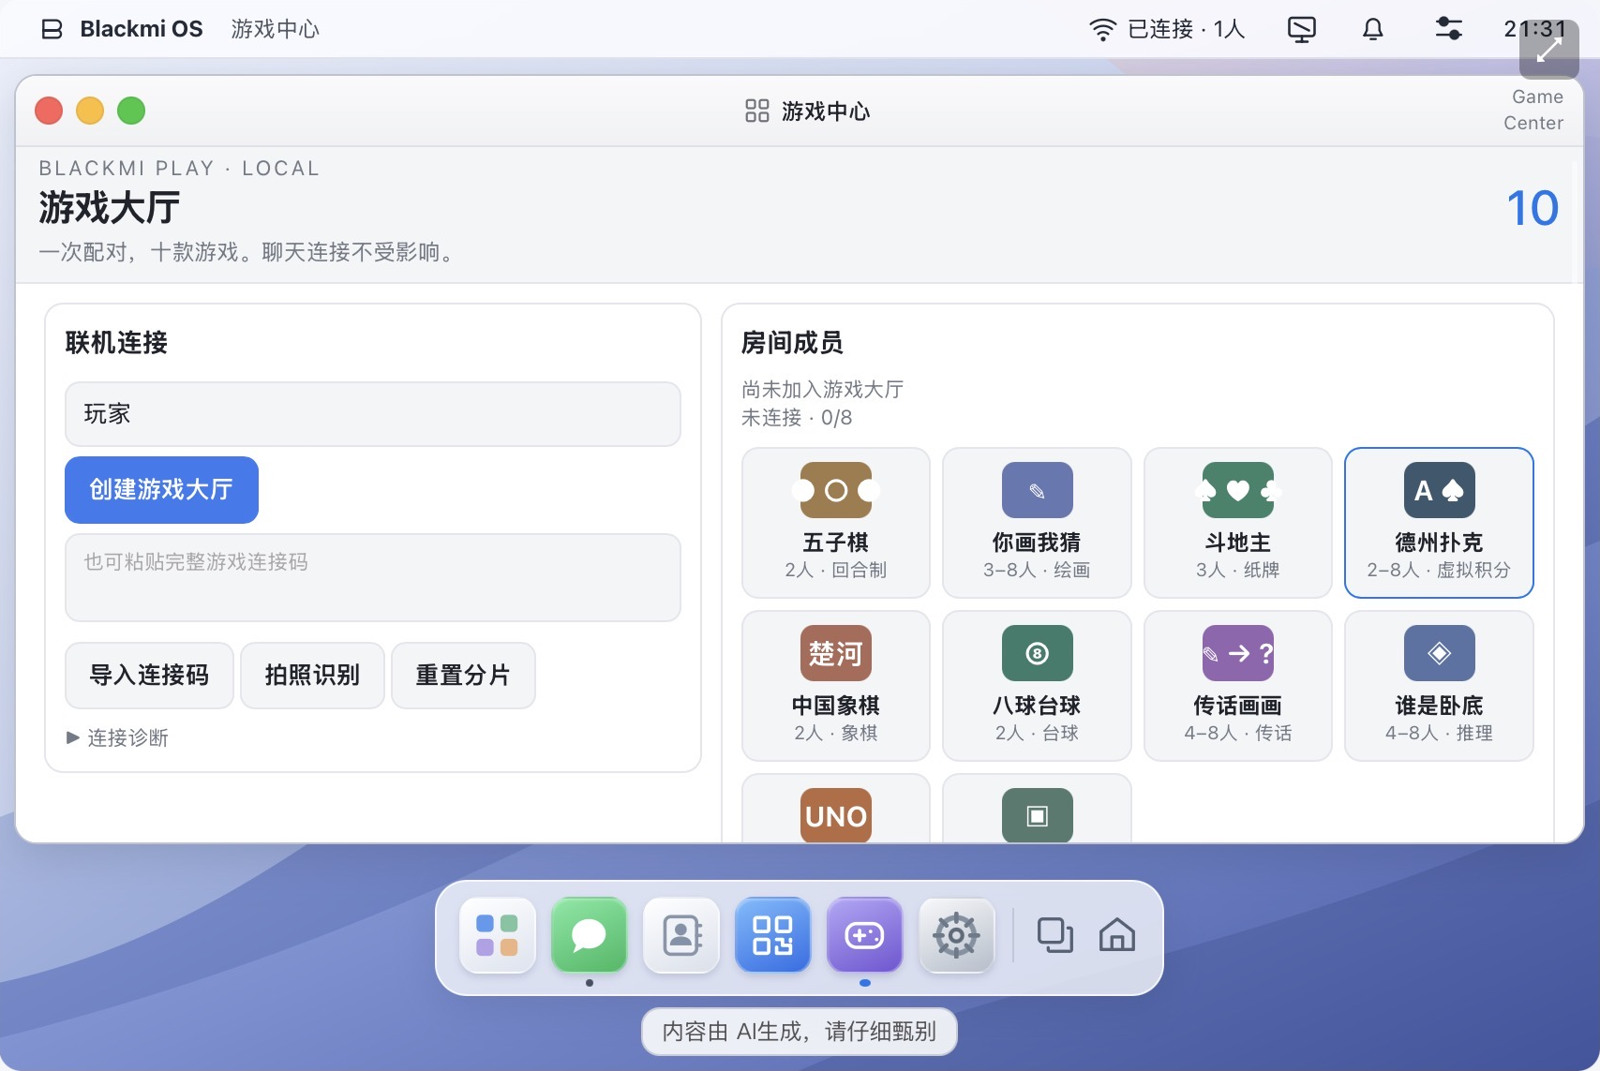 Blackmi OS 游戏中心 已连接 · 1人 21:31
游戏中心
Game
Center
BLACKMI PLAY · LOCAL
游戏大厅
10
一次配对，十款游戏。聊天连接不受影响。
联机连接
玩家
创建游戏大厅
也可粘贴完整游戏连接码
导入连接码 拍照识别 重置分片
▶ 连接诊断
房间成员
尚未加入游戏大厅
未连接 · 0/8
A
五子棋 你画我猜 斗地主 德州扑克
2人 · 回合制 3–8人 · 绘画 3人 · 纸牌 2–8人 · 虚拟积分
楚河 8 ?
中国象棋 八球台球 传话画画 谁是卧底
2人 · 象棋 2人 · 台球 4–8人 · 传话 4–8人 · 推理
UNO
内容由 AI生成，请仔细甄别